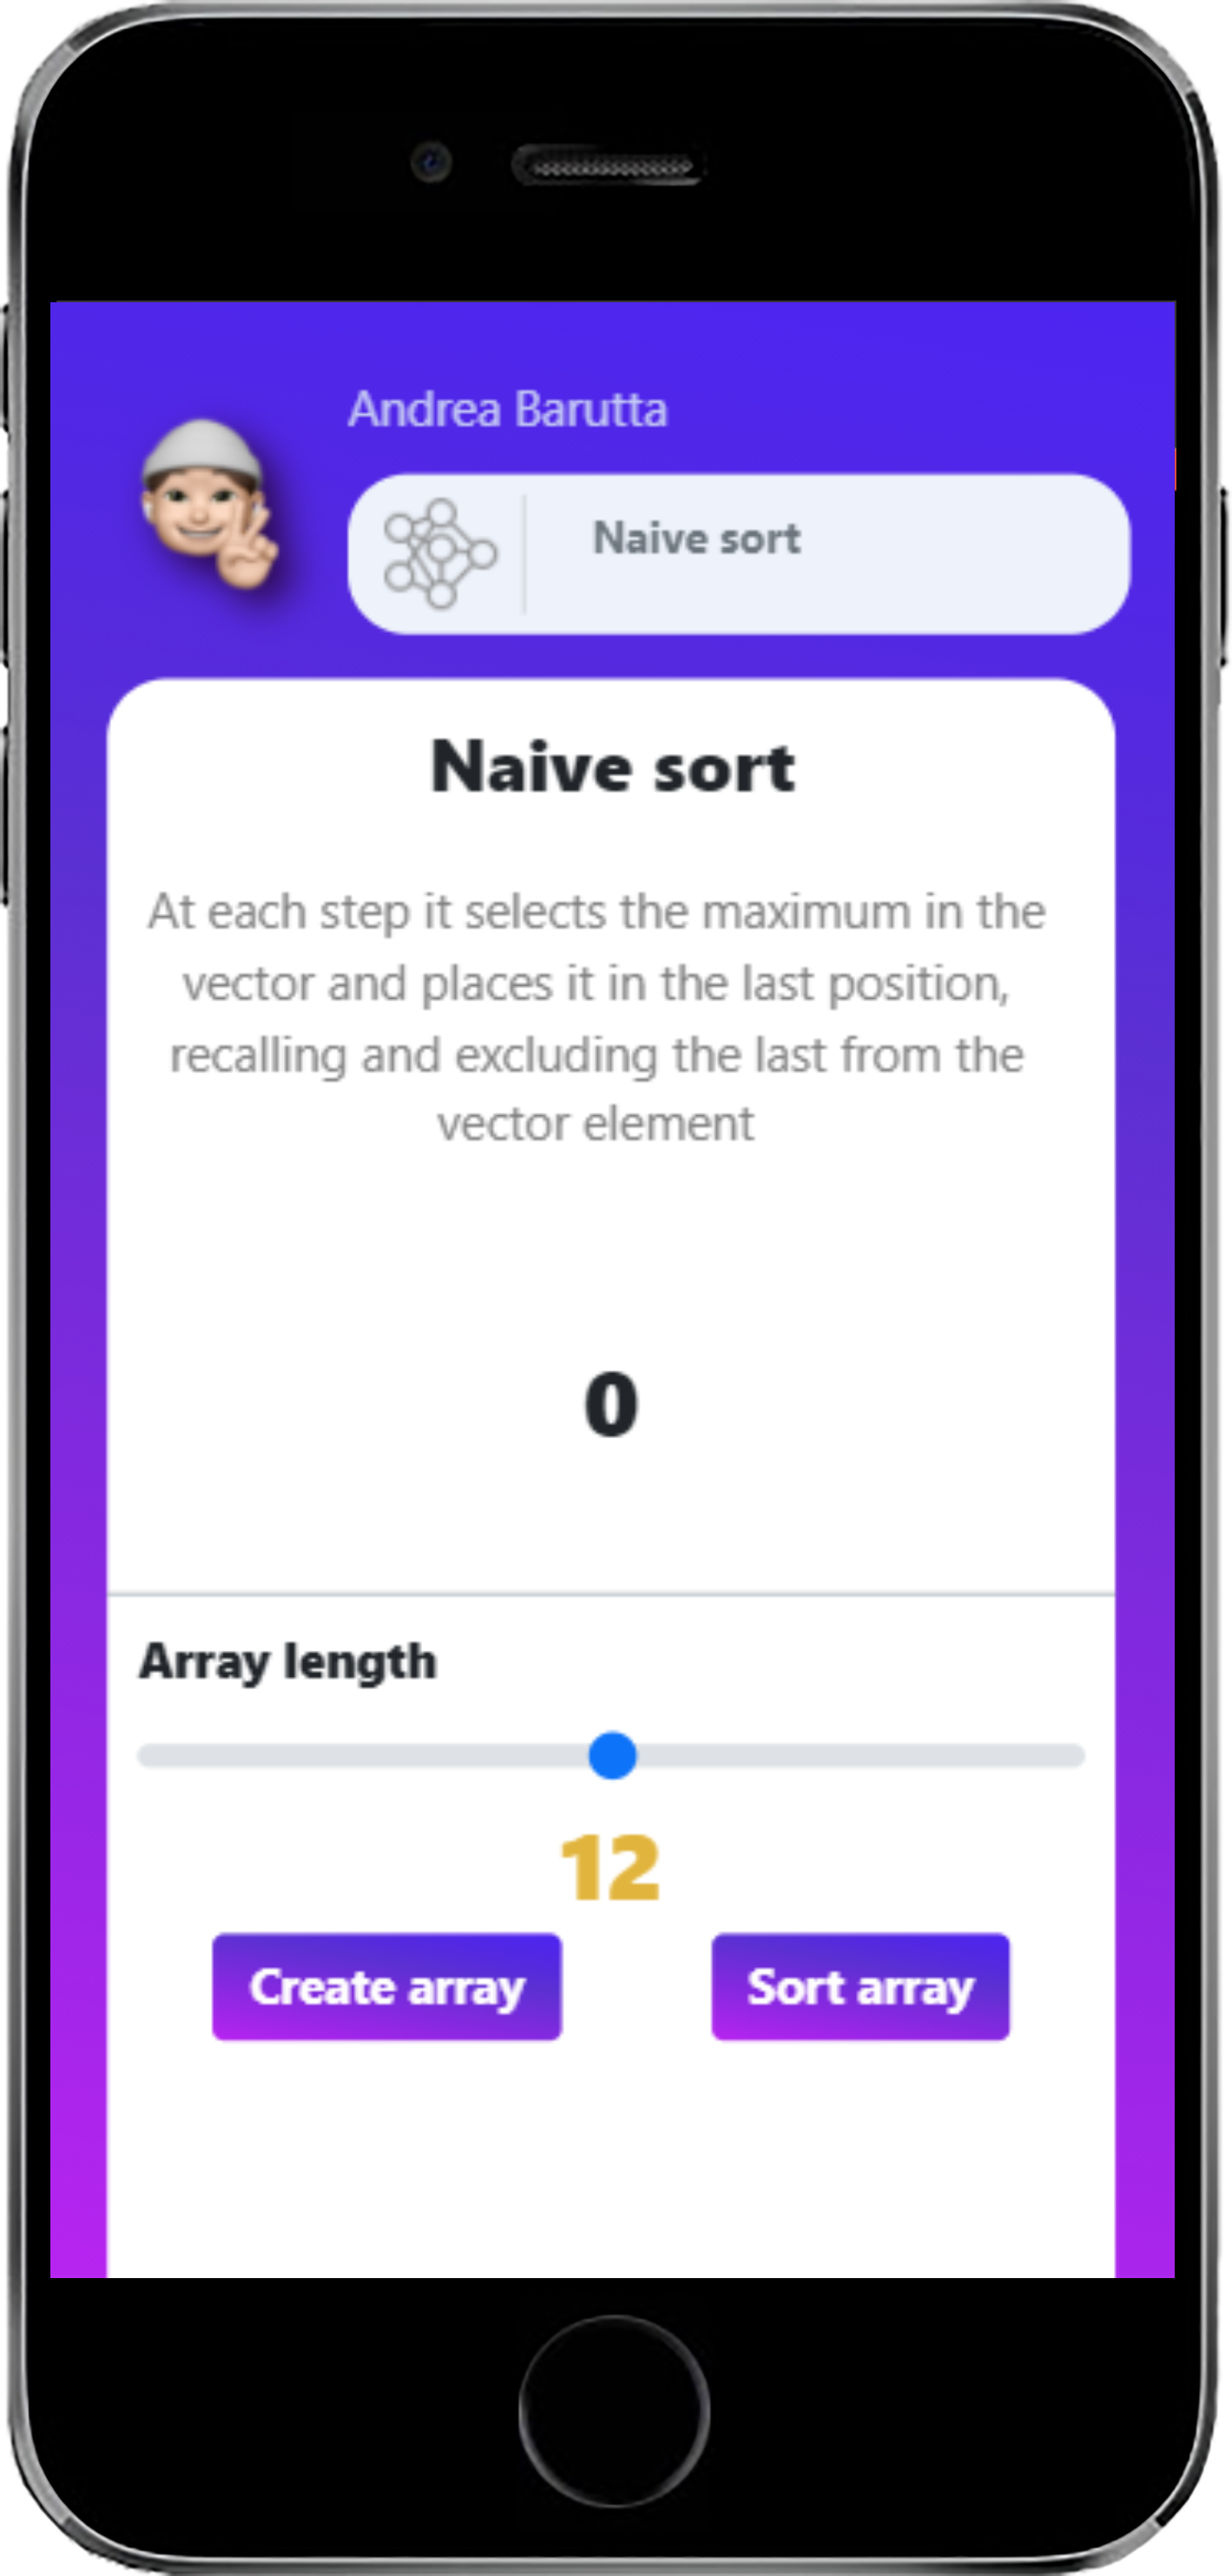 Andrea Barutta
Naive sort
Naive sort
At each step it selects the maximum in the
vector and places it in the last position,
recalling and excluding the last from the
vector element
0
Array length
12
Create array
Sort array